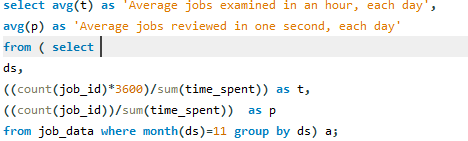 select avg(t) as 'Average jobs examined in an hour, each day',
avg(p) as 'Average jobs reviewed in one second, each day'
from ( select
ds,
((count(job_id)*3600)/sum(time_spent)) as t,
((count(job_id))/sum(time_spent))  as p
from job_data where month(ds)=11 group by ds) a;